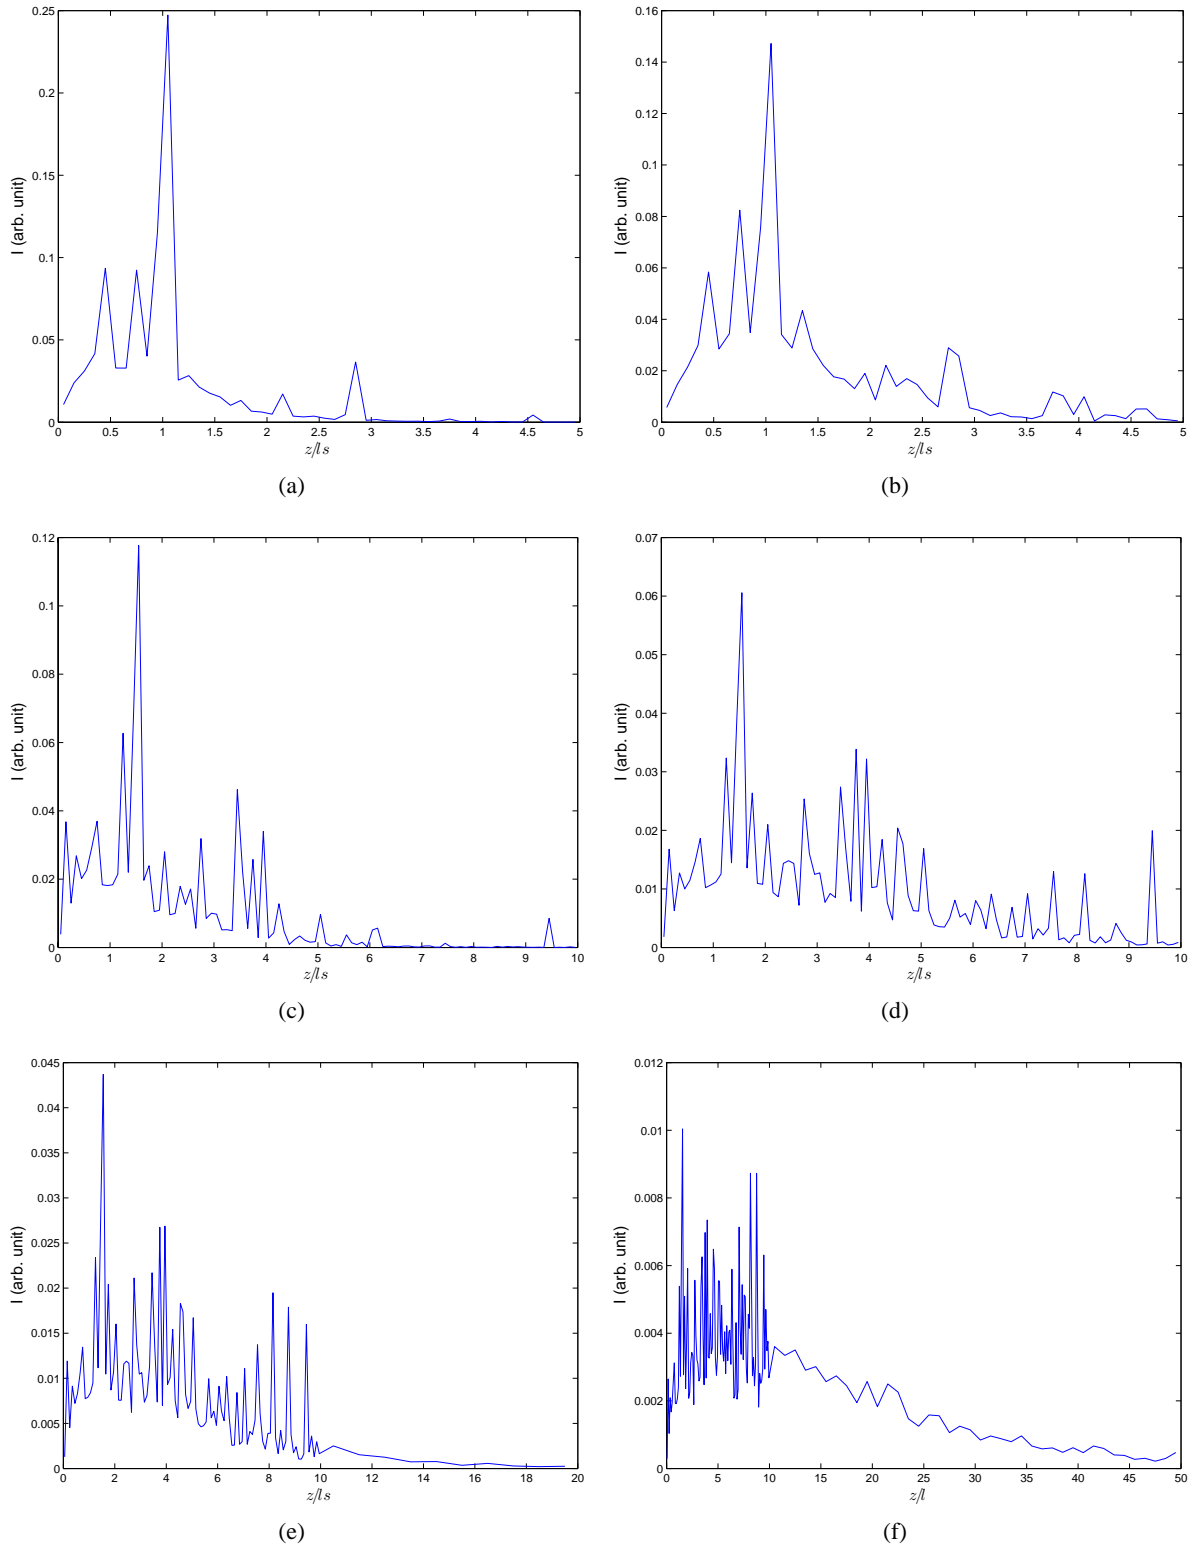 0.25
0.2
0.15
0.1
0.05
0
0 0.5 1 1.5 2 2.5 3 3.5 4 4.5 5
I (arb. unit)
z/ls
(a)
0.16
0.14
0.12
0.1
0.08
0.06
0.04
0.02
0
0 0.5 1 1.5 2 2.5 3 3.5 4 4.5 5
I (arb. unit)
z/ls
(b)
0.12
0.1
0.08
0.06
0.04
0.02
0
0 1 2 3 4 5 6 7 8 9 10
I (arb. unit)
z/ls
(c)
0.07
0.06
0.05
0.04
0.03
0.02
0.01
0
0 1 2 3 4 5 6 7 8 9 10
I (arb. unit)
z/ls
(d)
0.045
0.04
0.035
0.03
0.025
0.02
0.015
0.01
0.005
0
0 2 4 6 8 10 12 14 16 18 20
I (arb. unit)
z/ls
(e)
0.012
0.01
0.008
0.006
0.004
0.002
0
0 5 10 15 20 25 30 35 40 45 50
I (arb. unit)
z/l
(f)